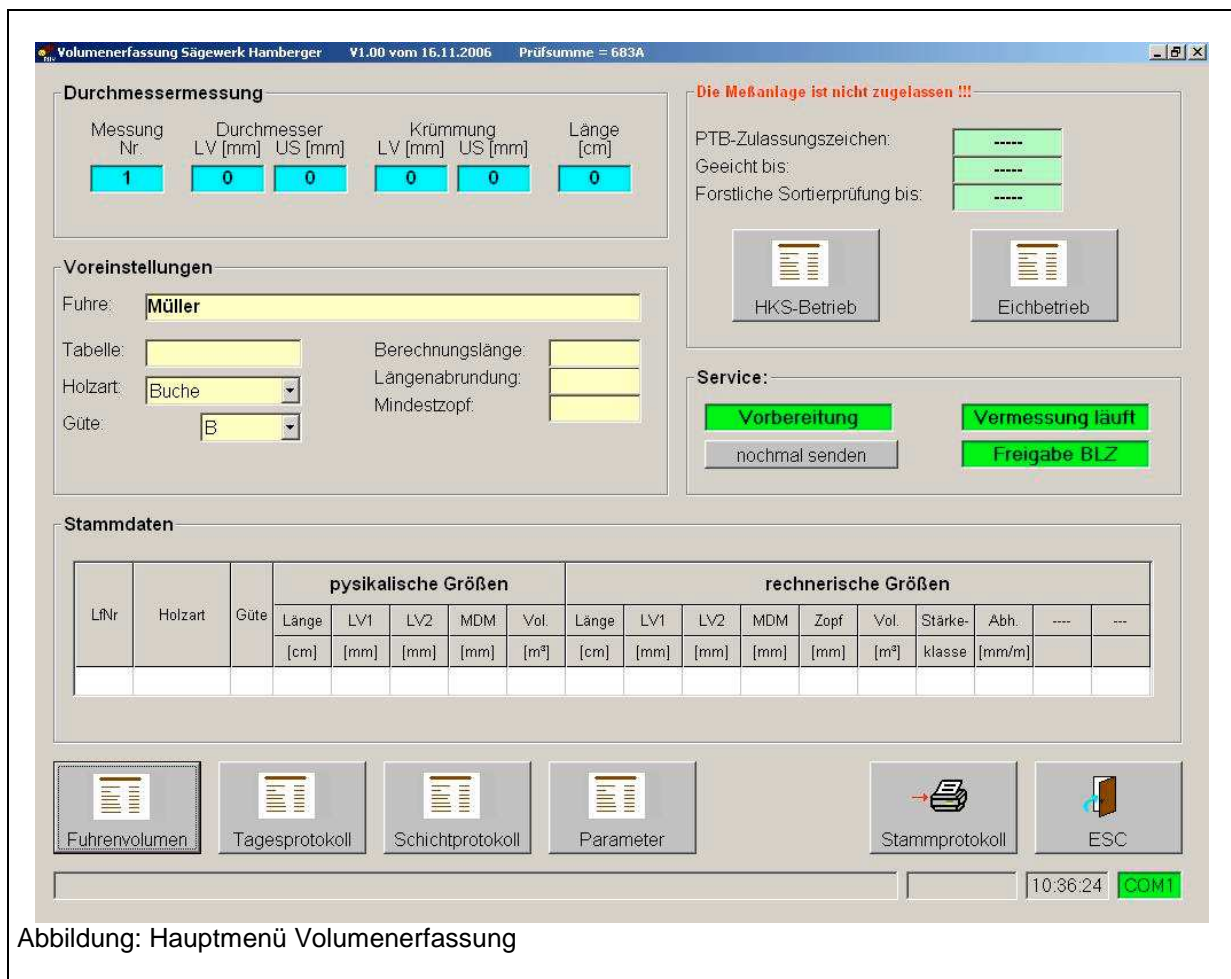 Volumenerfassung Sägewerk Hamberger V1.00 vom 16.11.2006 Prüfsumme = 683A
Durchmessermessung
Messung Nr.
Durchmesser
LV [mm] US [mm]
Krümmung
LV [mm] US [mm]
Länge [cm]
1 0 0 0 0 0
Die Meßanlage ist nicht zugelassen !!!
PTB-Zulassungszeichen: -----
Geeicht bis: -----
Forstliche Sortierprüfung bis: -----
HKS-Betrieb
Eichbetrieb
Voreinstellungen
Fuhre: Müller
Tabelle:
Holzart: Buche
Güte: B
Berechnungslänge:
Längenabrundung:
Mindestzopf:
Service:
Vorbereitung
Vermessung läuft
nochmal senden
Freigabe BLZ
Stammdaten
pysikalische Größen rechnerische Größen
LfNr Holzart Güte Länge LV1 LV2 MDM Vol. Länge LV1 LV2 MDM Zopf Vol. Stärke- Abh. ---- ---
[cm] [mm] [mm] [mm] [m³] [cm] [mm] [mm] [mm] [mm] [m³] klasse [mm/m]
Fuhrenvolumen
Tagesprotokoll
Schichtprotokoll
Parameter
Stammprotokoll
ESC
10:36:24 COM1
Abbildung: Hauptmenü Volumenerfassung